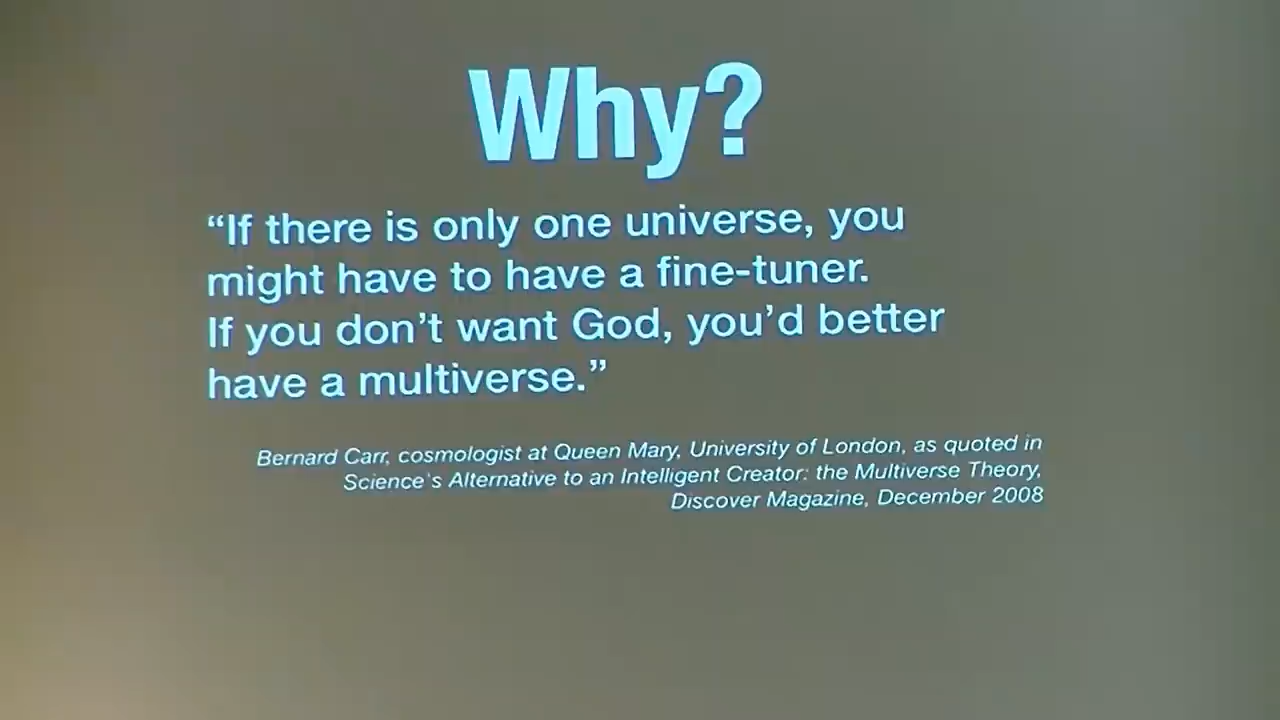 Why?
“If there is only one universe, you
might have to have a fine-tuner.
If you don’t want God, you’d better
have a multiverse.”
Bernard Carr, cosmologist at Queen Mary, University of London, as quoted in
Science's Alternative to an Intelligent Creator: the Multiverse Theory,
Discover Magazine, December 2008